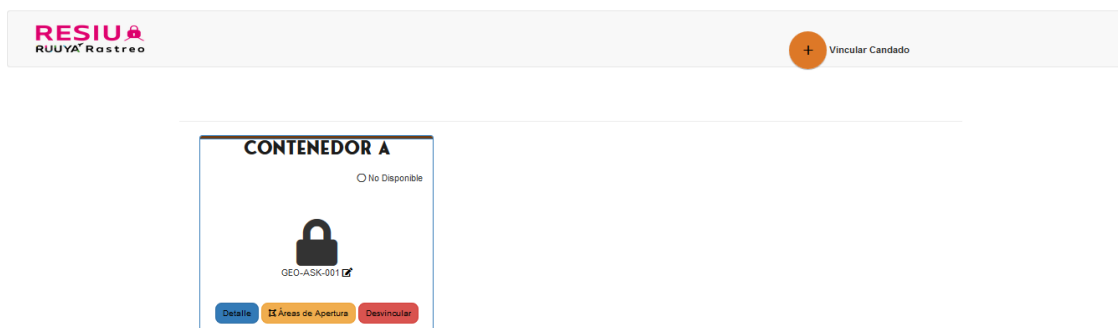 RESIU
RUUYA Rastreo
+ Vincular Candado
CONTENEDOR A
No Disponible
GEO-ASK-001
Detalle
Áreas de Apertura
Desvincular